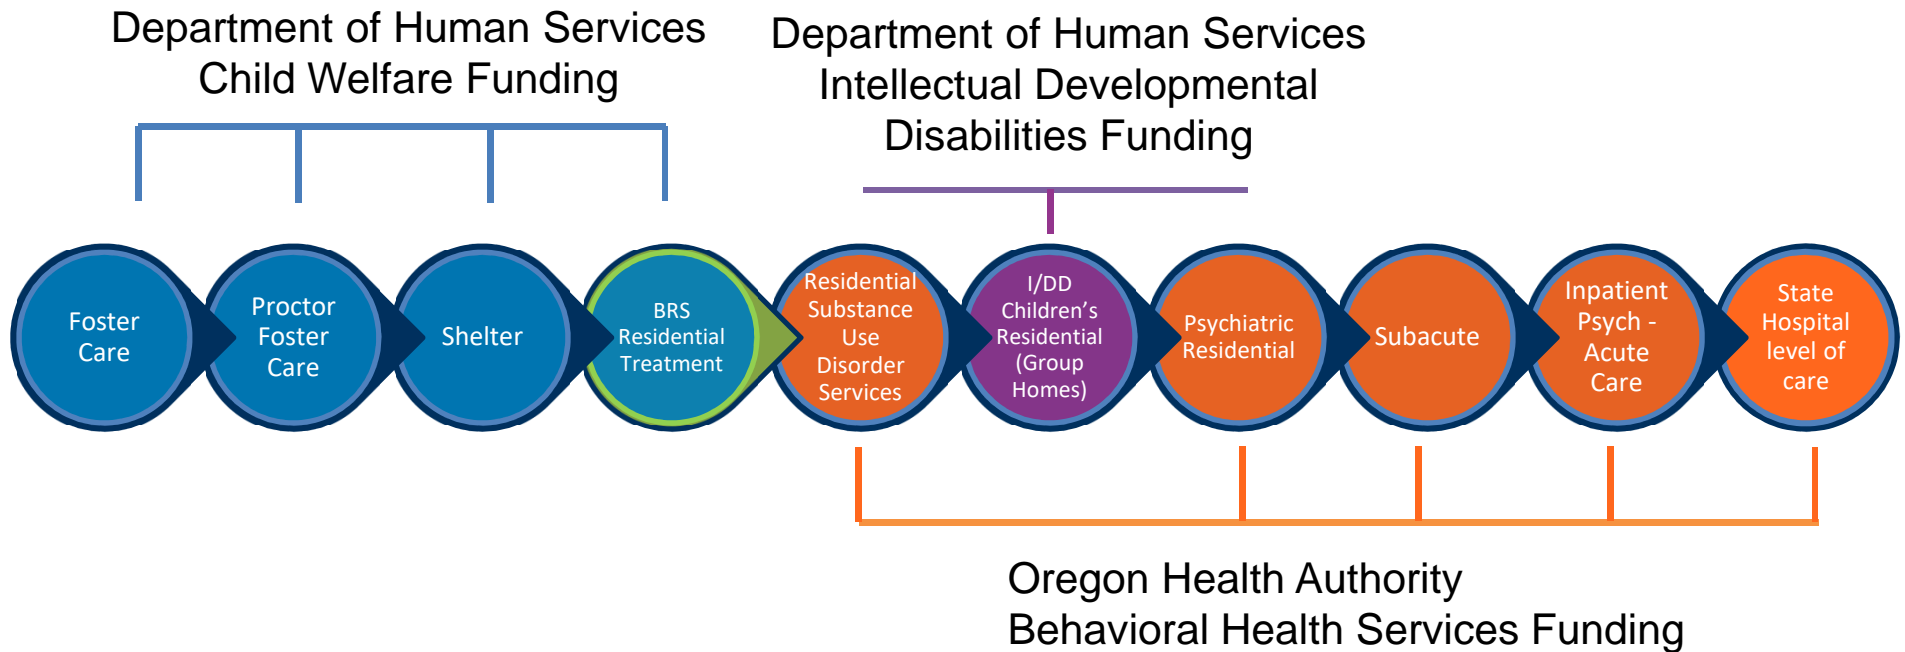 Department of Human Services
Child Welfare Funding
Department of Human Services
Intellectual Developmental
Disabilities Funding
Foster
Care
Proctor
Foster
Care
Shelter
BRS
Residential
Treatment
Residential
Substance
Use
Disorder
Services
I/DD
Children’s
Residential
(Group
Homes)
Psychiatric
Residential
Subacute
Inpatient
Psych -
Acute
Care
State
Hospital
level of
care
Oregon Health Authority
Behavioral Health Services Funding